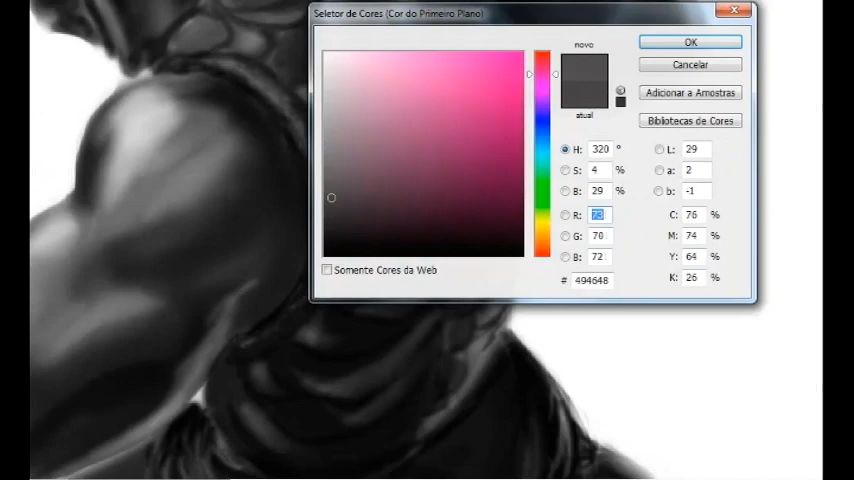 Seletor de Cores (Cor do Primeiro Plano)
novo
atual
OK
Cancelar
Adicionar a Amostras
Bibliotecas de Cores
H: 320 °
S: 4 %
B: 29 %
R: 73
G: 70
B: 72
# 494648
L: 29
a: 2
b: -1
C: 76 %
M: 74 %
Y: 64 %
K: 26 %
Somente Cores da Web